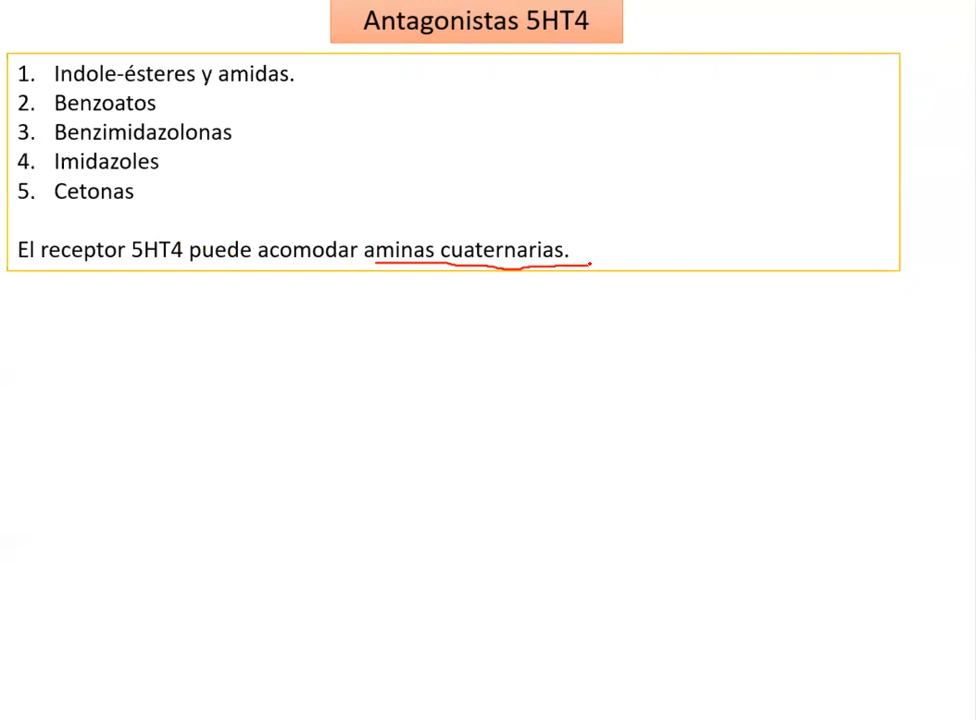 Antagonistas 5HT4
1. Indole-ésteres y amidas.
2. Benzoatos
3. Benzimidazolonas
4. Imidazoles
5. Cetonas
El receptor 5HT4 puede acomodar aminas cuaternarias.